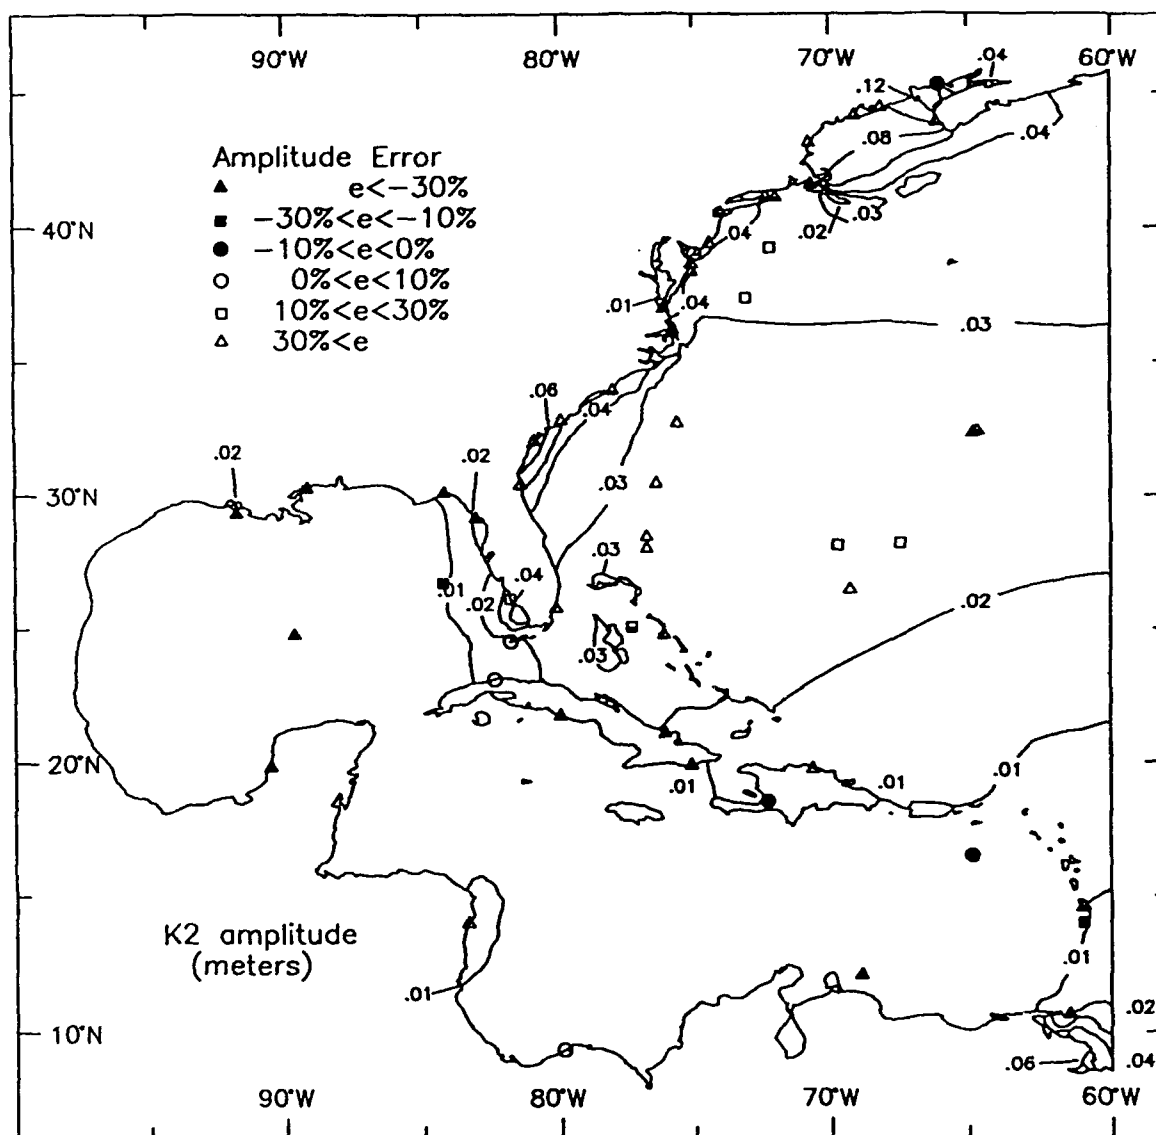 90°W 80°W 70°W 60°W
.04
.12
Amplitude Error
e<-30%
-30%<e<-10%
-10%<e<0%
0%<e<10%
10%<e<30%
30%<e
.08
.04
.03
.02
40°N
.04
.01
.04
.03
.06
.04
.02
.02
30°N
.03
.03
.01
.04
.02
.02
.03
20°N
.01
.01
.01
K2 amplitude
(meters)
.01
.01
.02
10°N
.06
.04
90°W 80°W 70°W 60°W